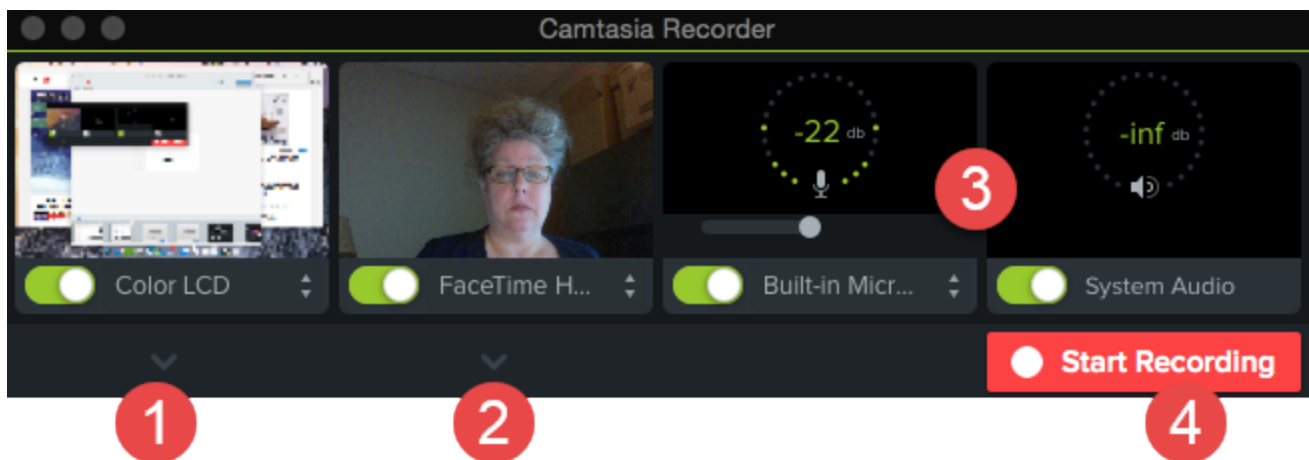 Camtasia Recorder
-22 db
-inf db
3
Color LCD
FaceTime H...
Built-in Micr...
System Audio
Start Recording
1
2
4